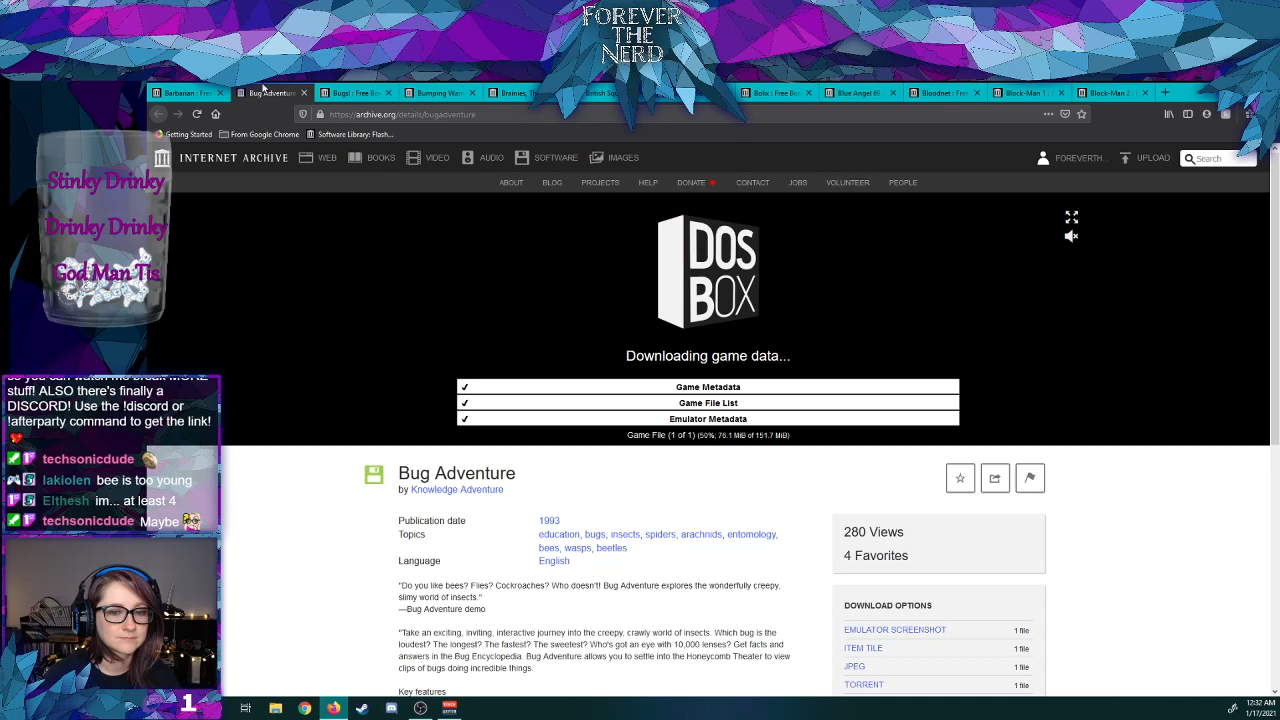 FOREVER
THE
NERD
Barbarian : Fre
Bug Adventure
Bugs! : Free Bo
Bumping Wa
Brainies, Th
British Squ
Bolix : Free Bor
Blue Angel 69
Bloodnet : Free
Block-Man 1 :
Block-Man 2 :
https://archive.org/details/bugadventure
Getting Started
From Google Chrome
Software Library: Flash...
INTERNET ARCHIVE
WEB
BOOKS
VIDEO
AUDIO
SOFTWARE
IMAGES
FOREVERTH...
UPLOAD
Search
ABOUT
BLOG
PROJECTS
HELP
DONATE
CONTACT
JOBS
VOLUNTEER
PEOPLE
Stinky Drinky
Drinky Drinky
God Man Tis
DOS
BOX
Downloading game data...
Game Metadata
Game File List
Emulator Metadata
Game File (1 of 1) (50%; 76.1 MiB of 151.7 MiB)
stuff! ALSO there's finally a
DISCORD! Use the !discord or
!afterparty command to get the link!
techsonicdude
lakiolen bee is too young
Elthesh im... at least 4
techsonicdude Maybe
1
Bug Adventure
by Knowledge Adventure
Publication date 1993
Topics education, bugs, insects, spiders, arachnids, entomology,
bees, wasps, beetles
Language English
"Do you like bees? Flies? Cockroaches? Who doesn't! Bug Adventure explores the wonderfully creepy,
slimy world of insects."
—Bug Adventure demo
"Take an exciting, inviting, interactive journey into the creepy, crawly world of insects. Which bug is the
loudest? The longest? The fastest? The sweetest? Who's got an eye with 10,000 lenses? Get facts and
answers in the Bug Encyclopedia. Bug Adventure allows you to settle into the Honeycomb Theater to view
clips of bugs doing incredible things.
Key features
280 Views
4 Favorites
DOWNLOAD OPTIONS
EMULATOR SCREENSHOT 1 file
ITEM TILE 1 file
JPEG 1 file
TORRENT 1 file
12:32 AM
1/17/2021